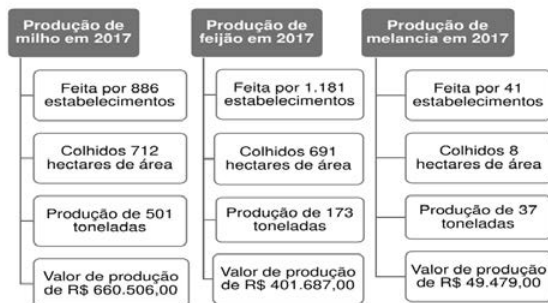 Produção de
milho em 2017
Feita por 886
estabelecimentos
Colhidos 712
hectares de área
Produção de 501
toneladas
Valor de produção
de R$ 660.506,00
Produção de
feijão em 2017
Feita por 1.181
estabelecimentos
Colhidos 691
hectares de área
Produção de 173
toneladas
Valor de produção
de R$ 401.687,00
Produção de
melancia em 2017
Feita por 41
estabelecimentos
Colhidos 8
hectares de área
Produção de 37
toneladas
Valor de produção
de R$ 49.479,00